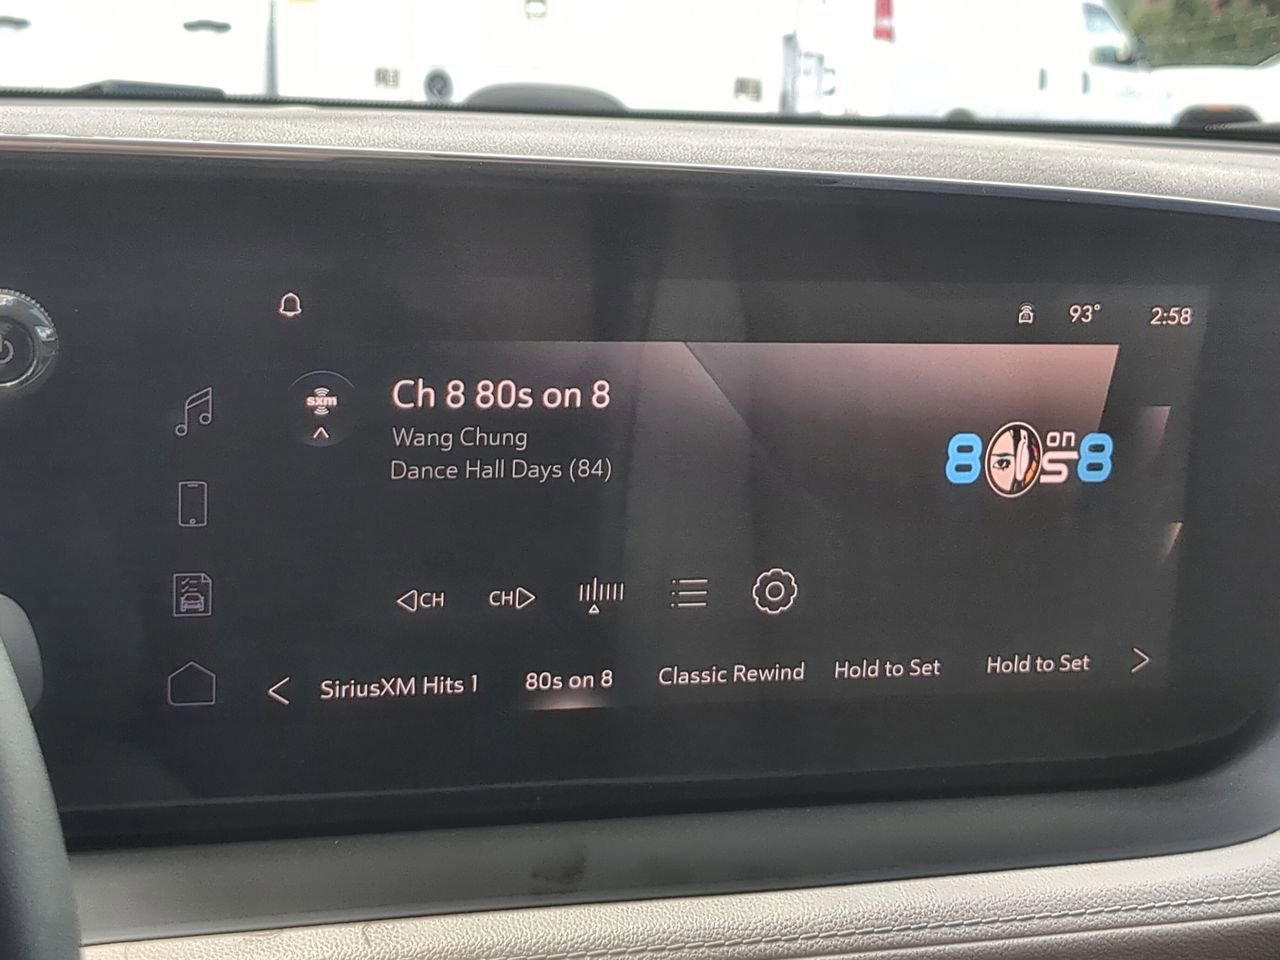 93° 2:58
sxm
Ch 8 80s on 8
Wang Chung
Dance Hall Days (84)
80s on 8
CH CH
SiriusXM Hits 1 80s on 8 Classic Rewind Hold to Set Hold to Set